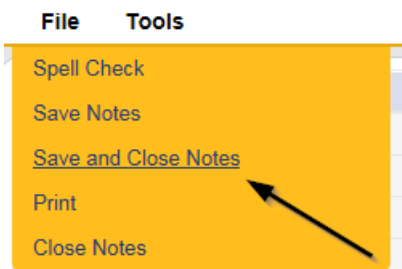 File Tools
Spell Check
Save Notes
Save and Close Notes
Print
Close Notes